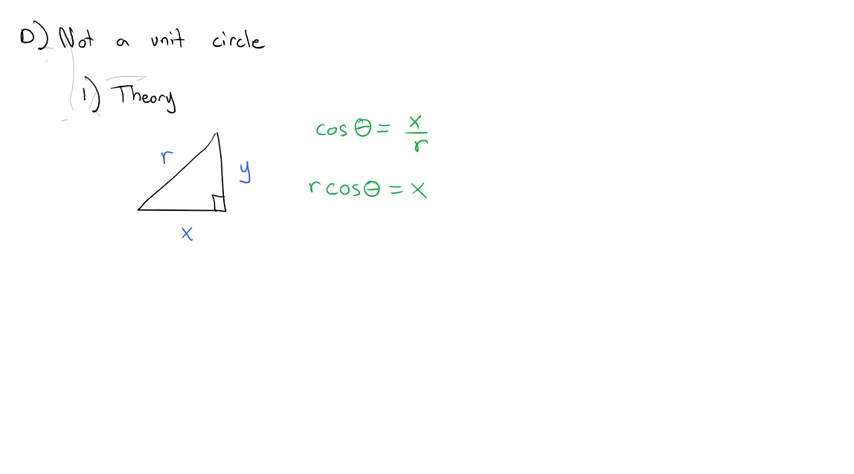 D) Not a unit circle
1) Theory
cos θ = x/r
r
y
r cos θ = x
x